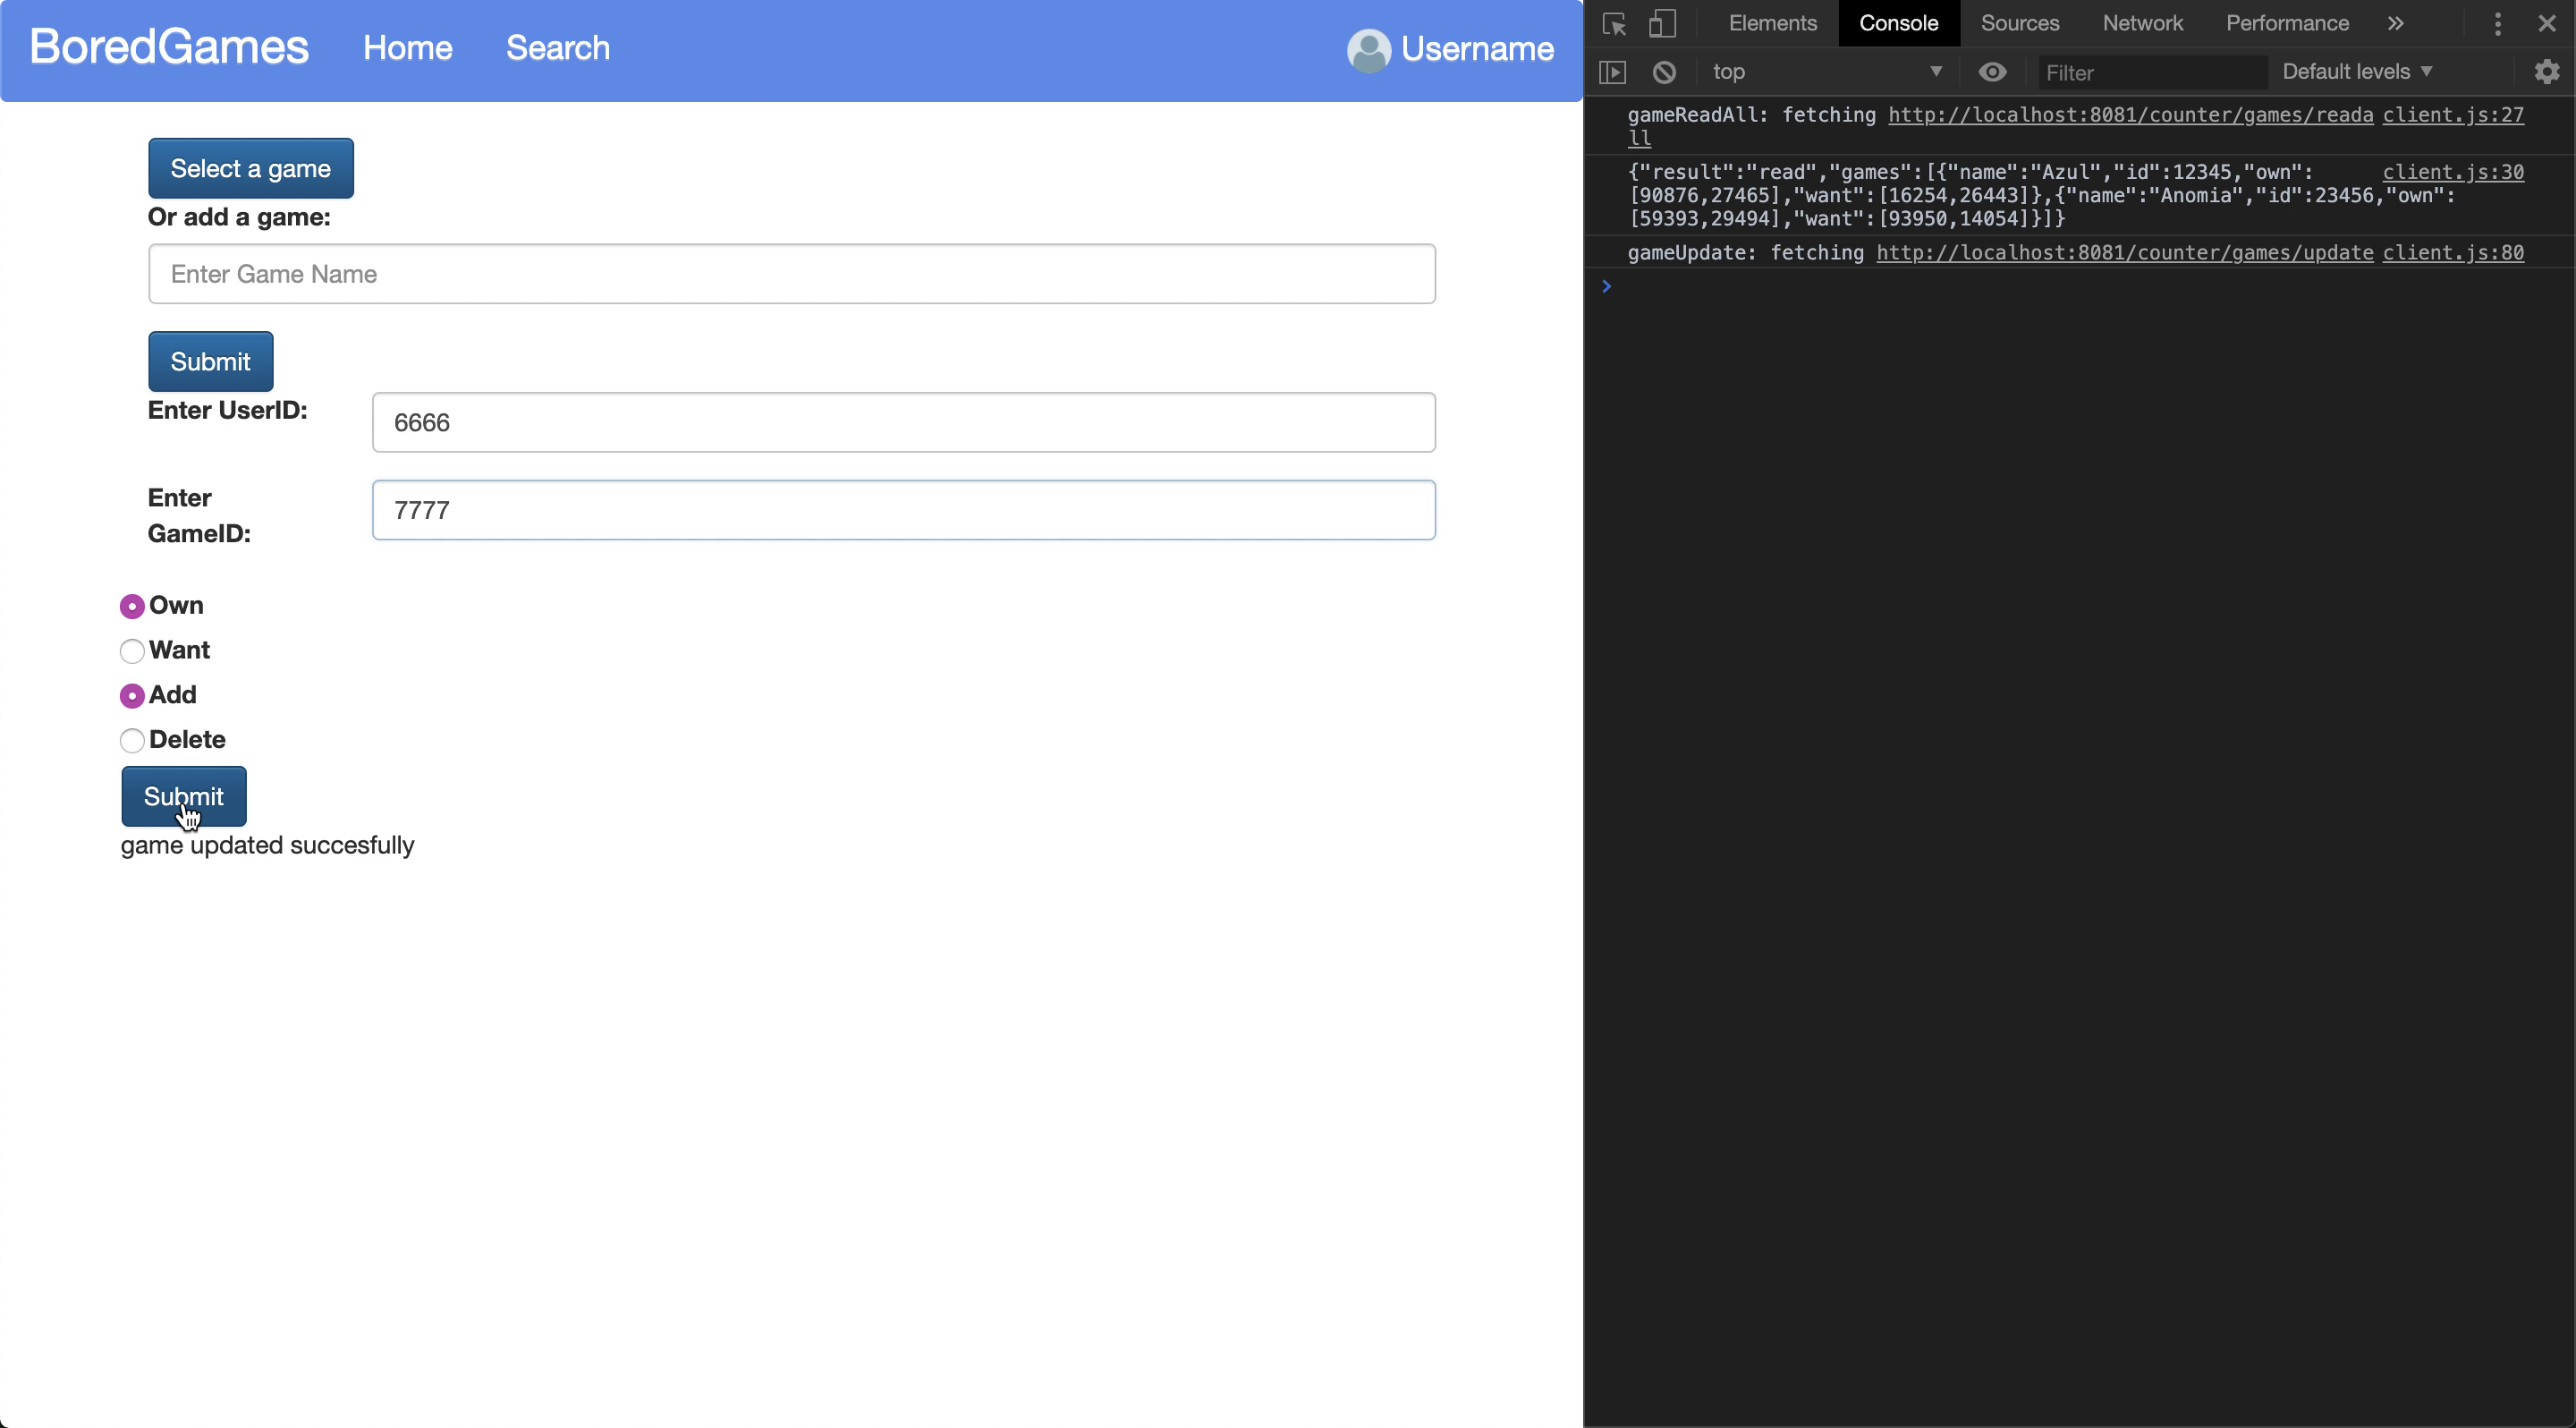 BoredGames Home Search Username
Select a game
Or add a game:
Enter Game Name
Submit
Enter UserID: 6666
Enter
GameID:
7777
Own
Want
Add
Delete
Submit
game updated succesfully
Elements Console Sources Network Performance »
top Filter Default levels
gameReadAll: fetching http://localhost:8081/counter/games/reada client.js:27
ll
{"result":"read","games":[{"name":"Azul","id":12345,"own": client.js:30
[90876,27465],"want":[16254,26443]},{"name":"Anomia","id":23456,"own":
[59393,29494],"want":[93950,14054]}]}
gameUpdate: fetching http://localhost:8081/counter/games/update client.js:80